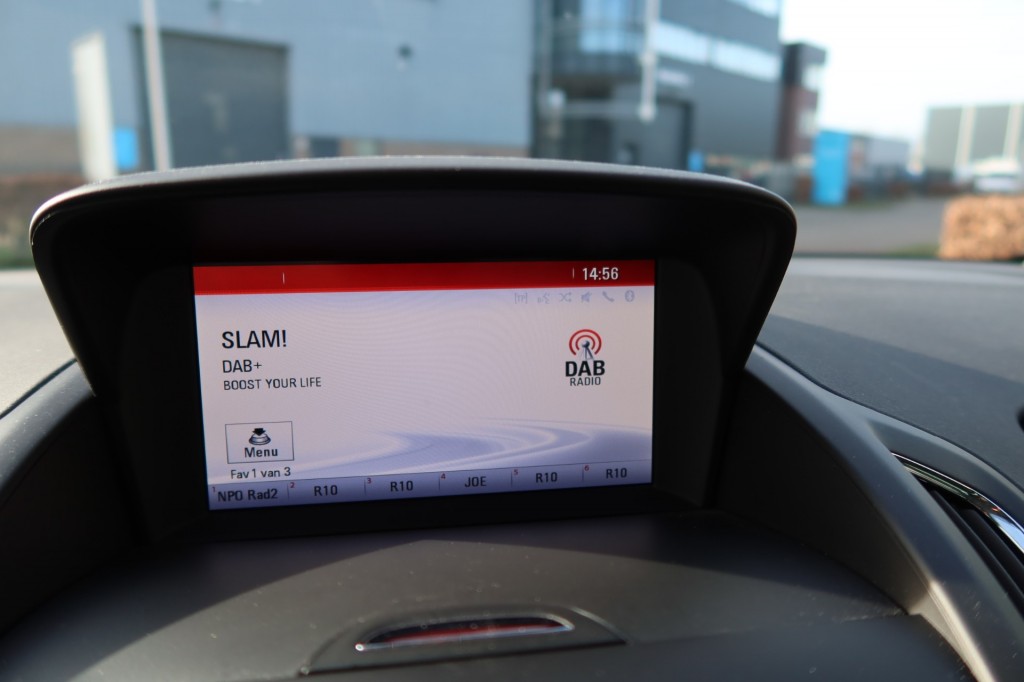 14:56
SLAM!
DAB+
BOOST YOUR LIFE
DAB
RADIO
Menu
Fav 1 van 3
1 NPO Rad2 2 R10 3 R10 4 JOE 5 R10 6 R10